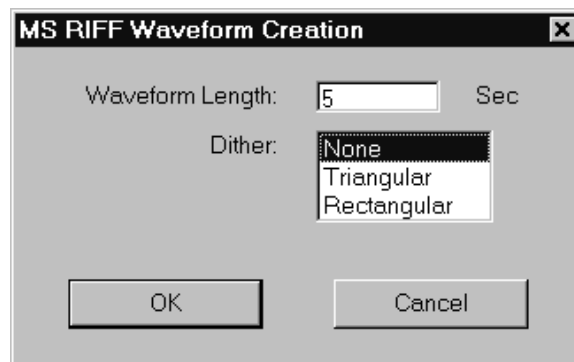 MS RIFF Waveform Creation
Waveform Length: 5 Sec
Dither: None
Triangular
Rectangular
OK Cancel